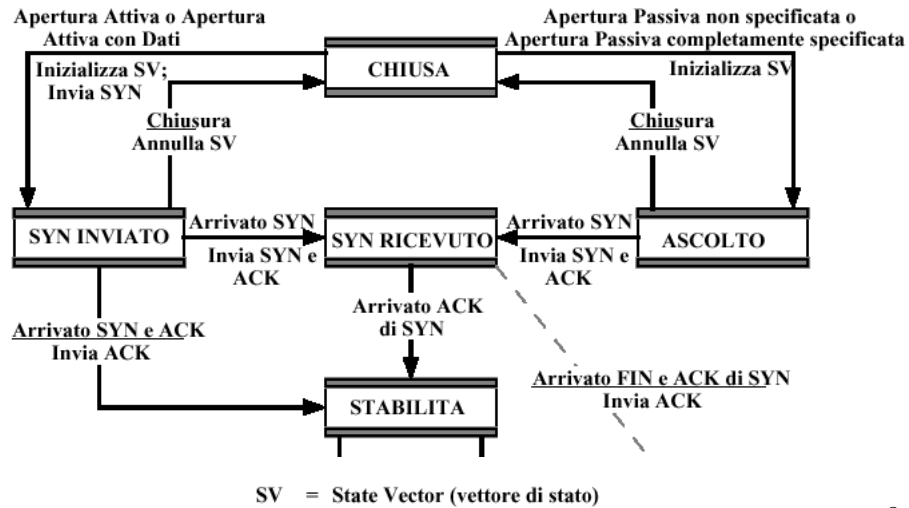 Apertura Attiva o Apertura
Attiva con Dati
Inizializza SV;
Invia SYN
Apertura Passiva non specificata o
Apertura Passiva completamente specificata
Inizializza SV
CHIUSA
Chiusura
Annulla SV
Chiusura
Annulla SV
SYN INVIATO
Arrivato SYN
Invia SYN e
ACK
SYN RICEVUTO
Arrivato SYN
Invia SYN e
ACK
ASCOLTO
Arrivato SYN e ACK
Invia ACK
Arrivato ACK
di SYN
Arrivato FIN e ACK di SYN
Invia ACK
STABILITA
SV = State Vector (vettore di stato)